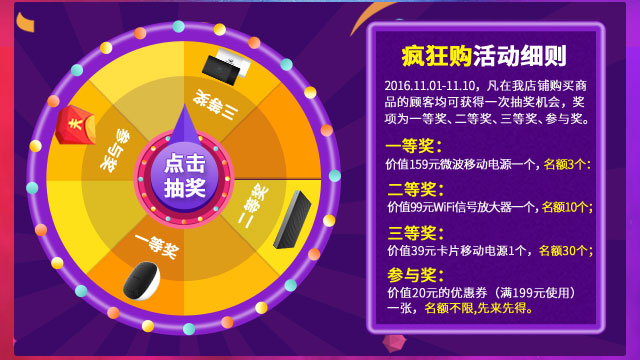 三等奖
参与奖
点击
抽奖
二等奖
一等奖
疯狂购活动细则
2016.11.01-11.10，凡在我店铺购买商
品的顾客均可获得一次抽奖机会，奖
项为一等奖、二等奖、三等奖、参与奖。
一等奖：
价值159元微波移动电源一个，名额3个：
二等奖：
价值99元WiFi信号放大器一个，名额10个；
三等奖：
价值39元卡片移动电源1个，名额30个；
参与奖：
价值20元的优惠券（满199元使用）
一张，名额不限,先来先得。